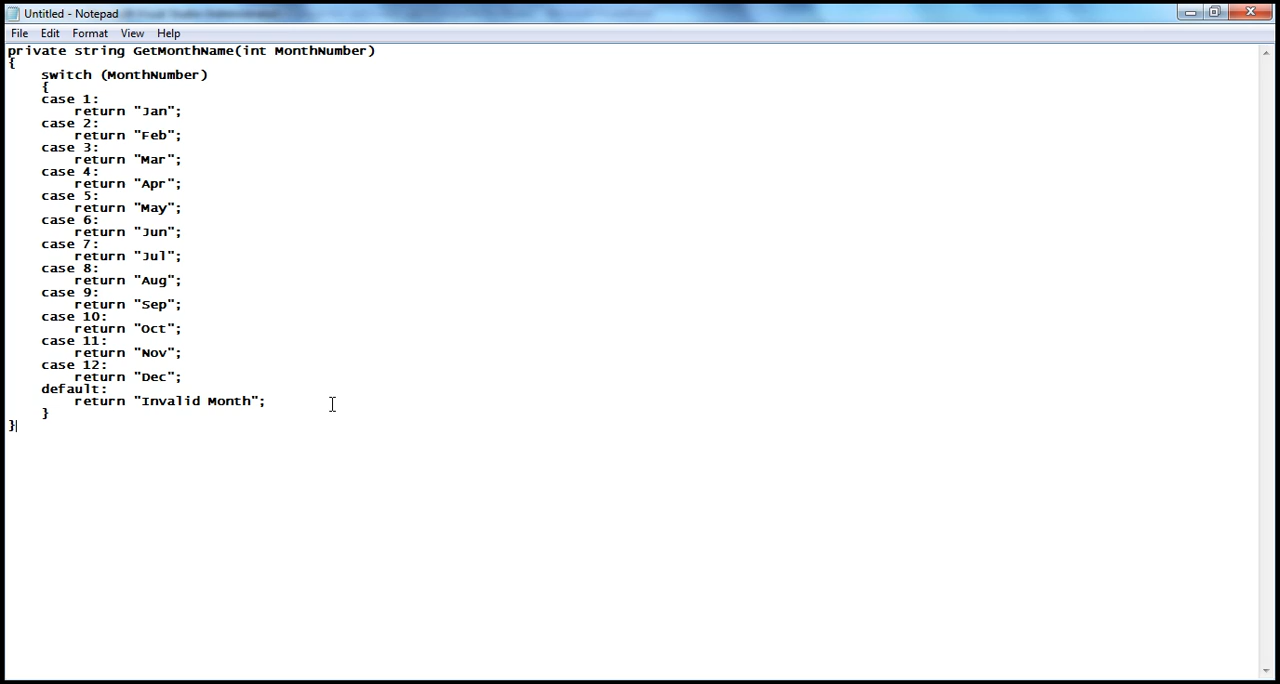 Untitled - Notepad
File Edit Format View Help
private string GetMonthName(int MonthNumber)
{
    switch (MonthNumber)
    {
    case 1:
        return "Jan";
    case 2:
        return "Feb";
    case 3:
        return "Mar";
    case 4:
        return "Apr";
    case 5:
        return "May";
    case 6:
        return "Jun";
    case 7:
        return "Jul";
    case 8:
        return "Aug";
    case 9:
        return "Sep";
    case 10:
        return "Oct";
    case 11:
        return "Nov";
    case 12:
        return "Dec";
    default:
        return "Invalid Month";
    }
}